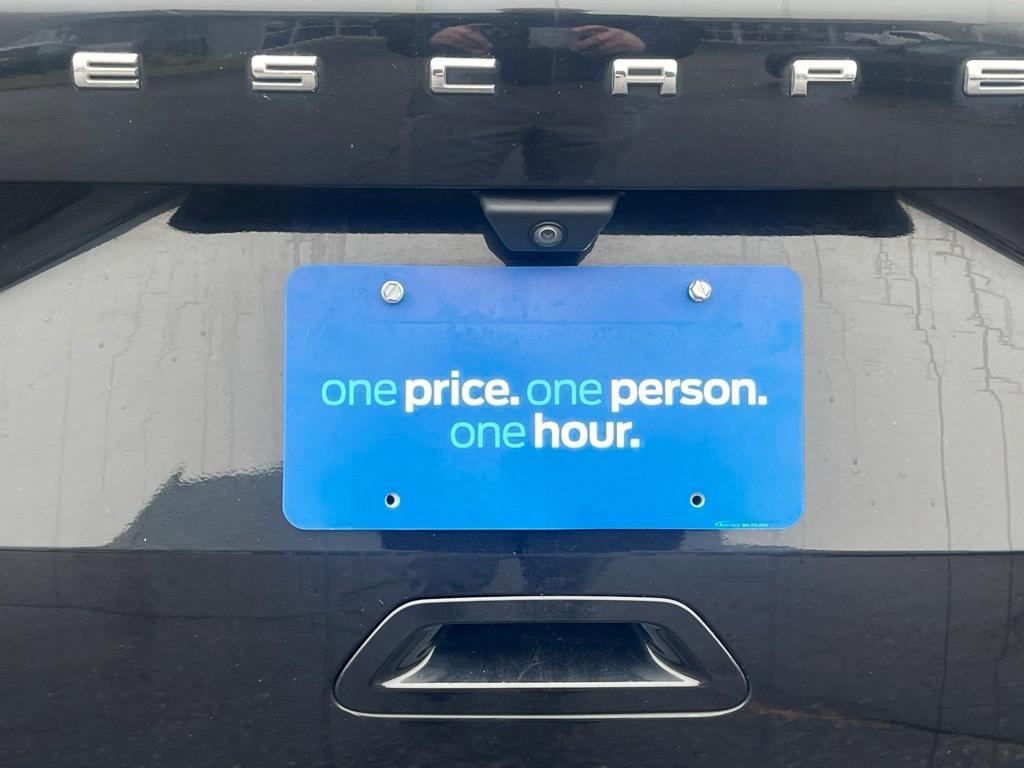 ESCAPE
one price. one person.
one hour.